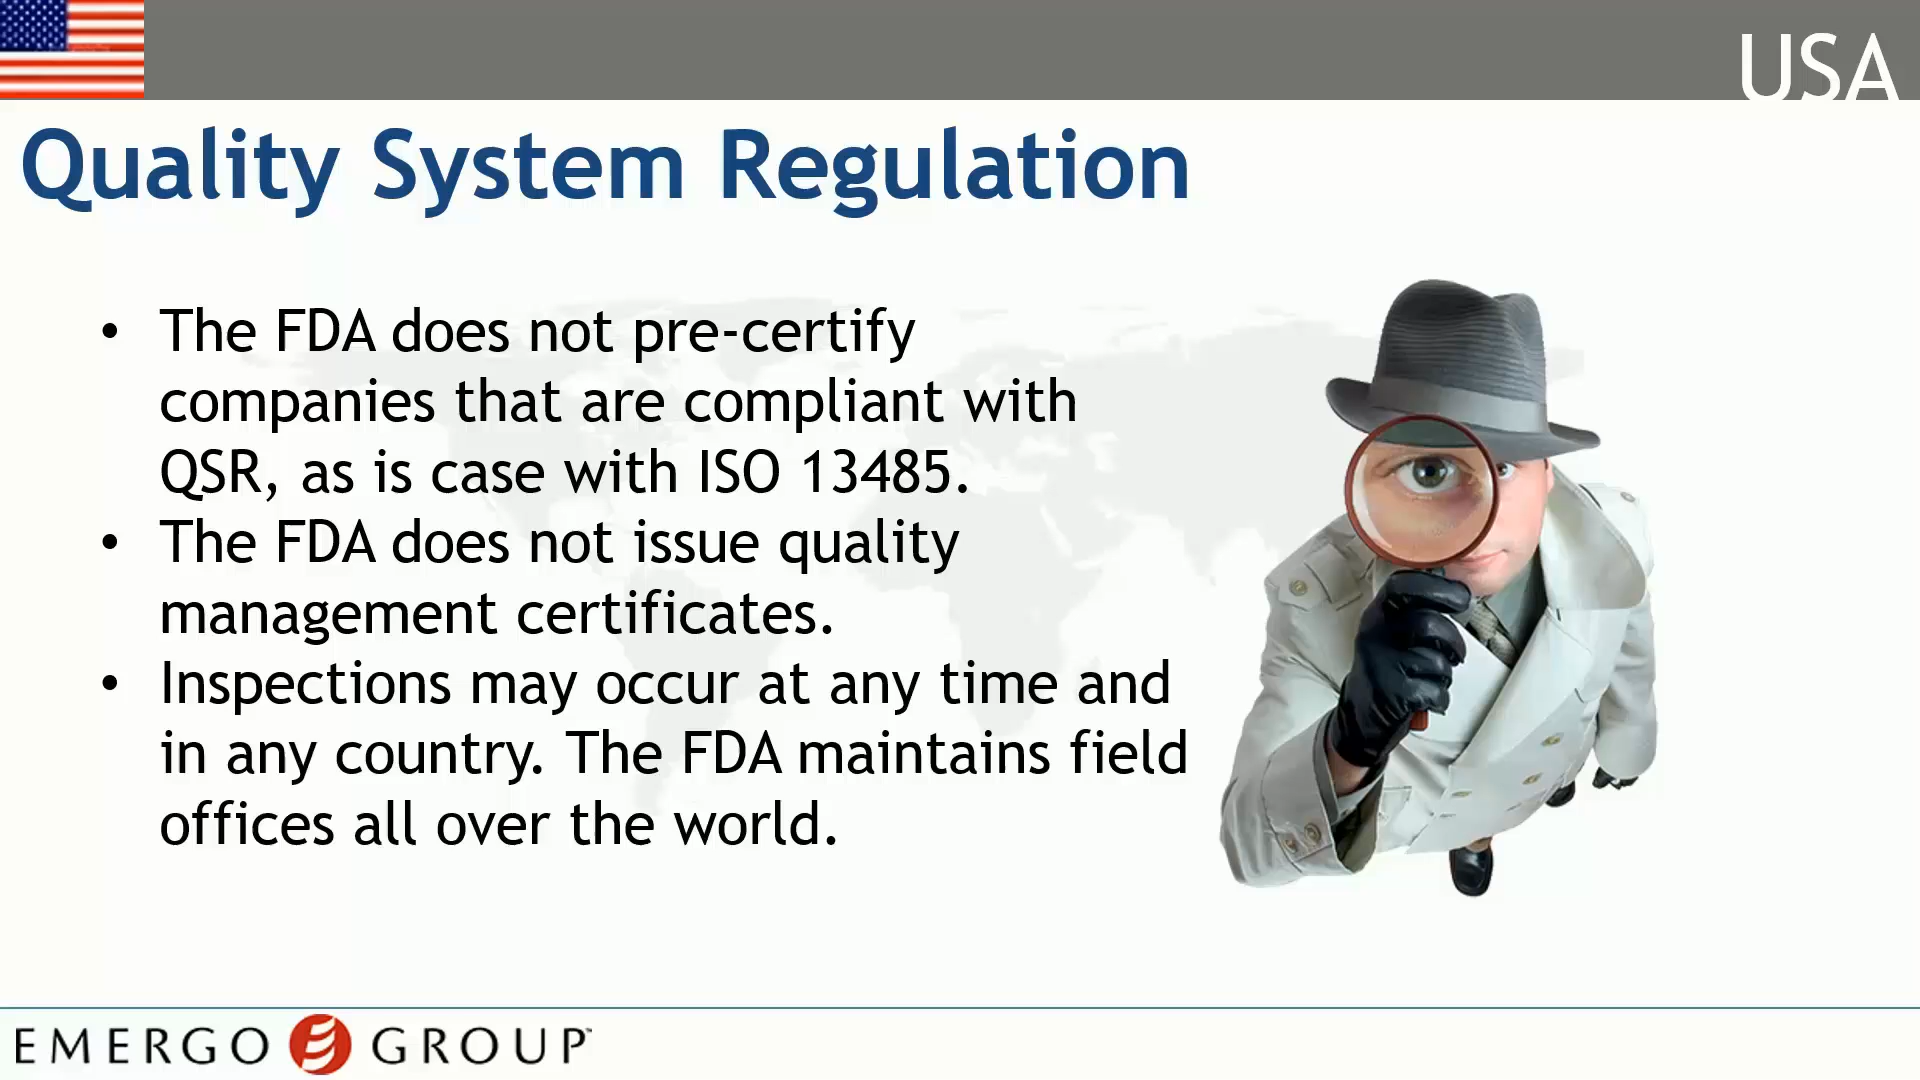 USA
Quality System Regulation
• The FDA does not pre-certify
companies that are compliant with
QSR, as is case with ISO 13485.
• The FDA does not issue quality
management certificates.
• Inspections may occur at any time and
in any country. The FDA maintains field
offices all over the world.
EMERGO GROUP™